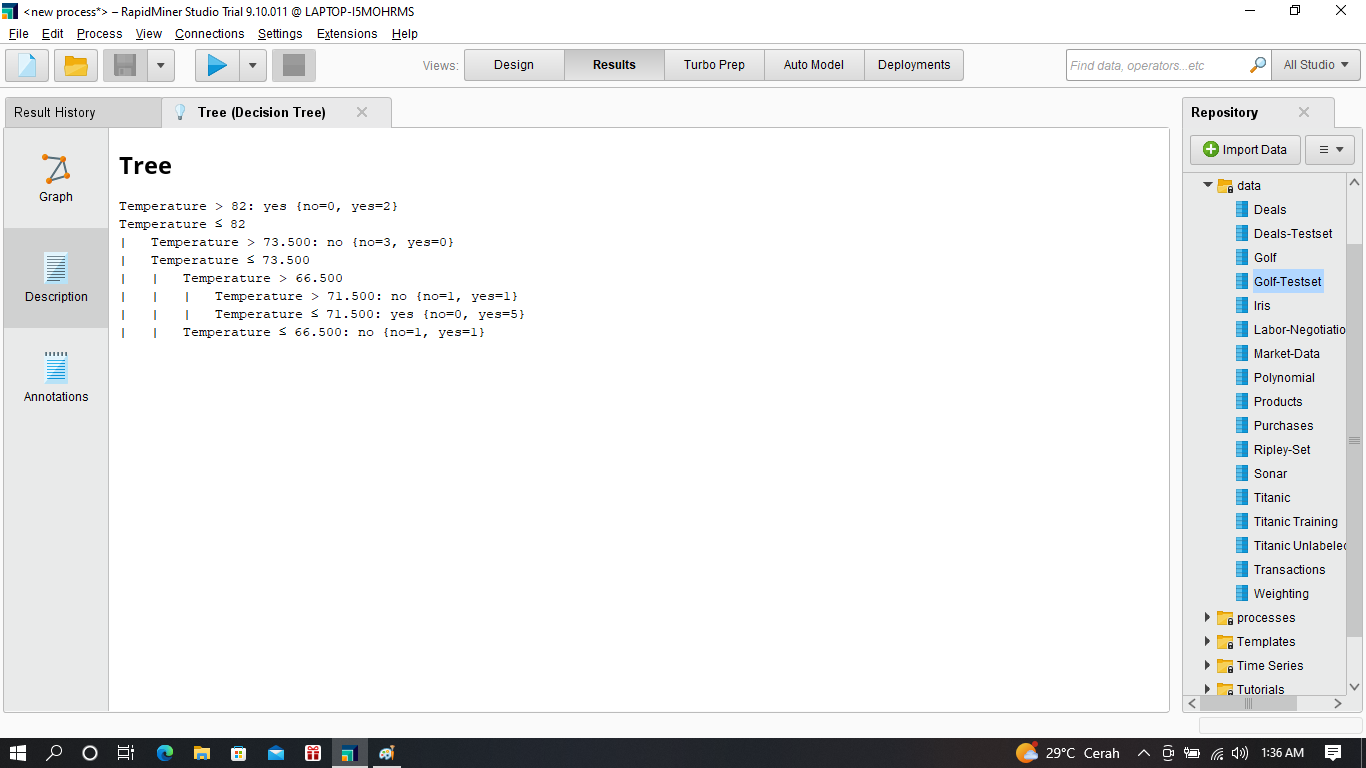 <new process*> – RapidMiner Studio Trial 9.10.011 @ LAPTOP-I5MOHRMS
File Edit Process View Connections Settings Extensions Help
Views: Design Results Turbo Prep Auto Model Deployments Find data, operators...etc All Studio
Result History Tree (Decision Tree)
Graph
Description
Annotations
Tree
Temperature > 82: yes {no=0, yes=2}
Temperature ≤ 82
| Temperature > 73.500: no {no=3, yes=0}
| Temperature ≤ 73.500
| | Temperature > 66.500
| | | Temperature > 71.500: no {no=1, yes=1}
| | | Temperature ≤ 71.500: yes {no=0, yes=5}
| | Temperature ≤ 66.500: no {no=1, yes=1}
Repository
Import Data
data
Deals
Deals-Testset
Golf
Golf-Testset
Iris
Labor-Negotiatio
Market-Data
Polynomial
Products
Purchases
Ripley-Set
Sonar
Titanic
Titanic Training
Titanic Unlabeled
Transactions
Weighting
processes
Templates
Time Series
Tutorials
29°C Cerah 1:36 AM